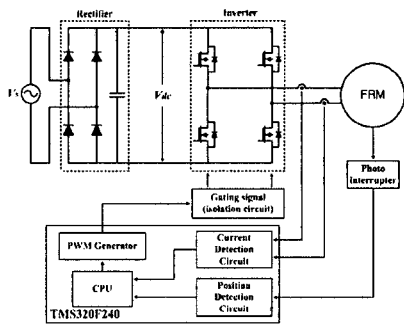 Rectifier
Inverter
Vs
Vdc
FRM
Photo
Interrupter
Gating signal
(isolation circuit)
PWM Generator
Current
Detection
Circuit
CPU
Position
Detection
Circuit
TMS320F240